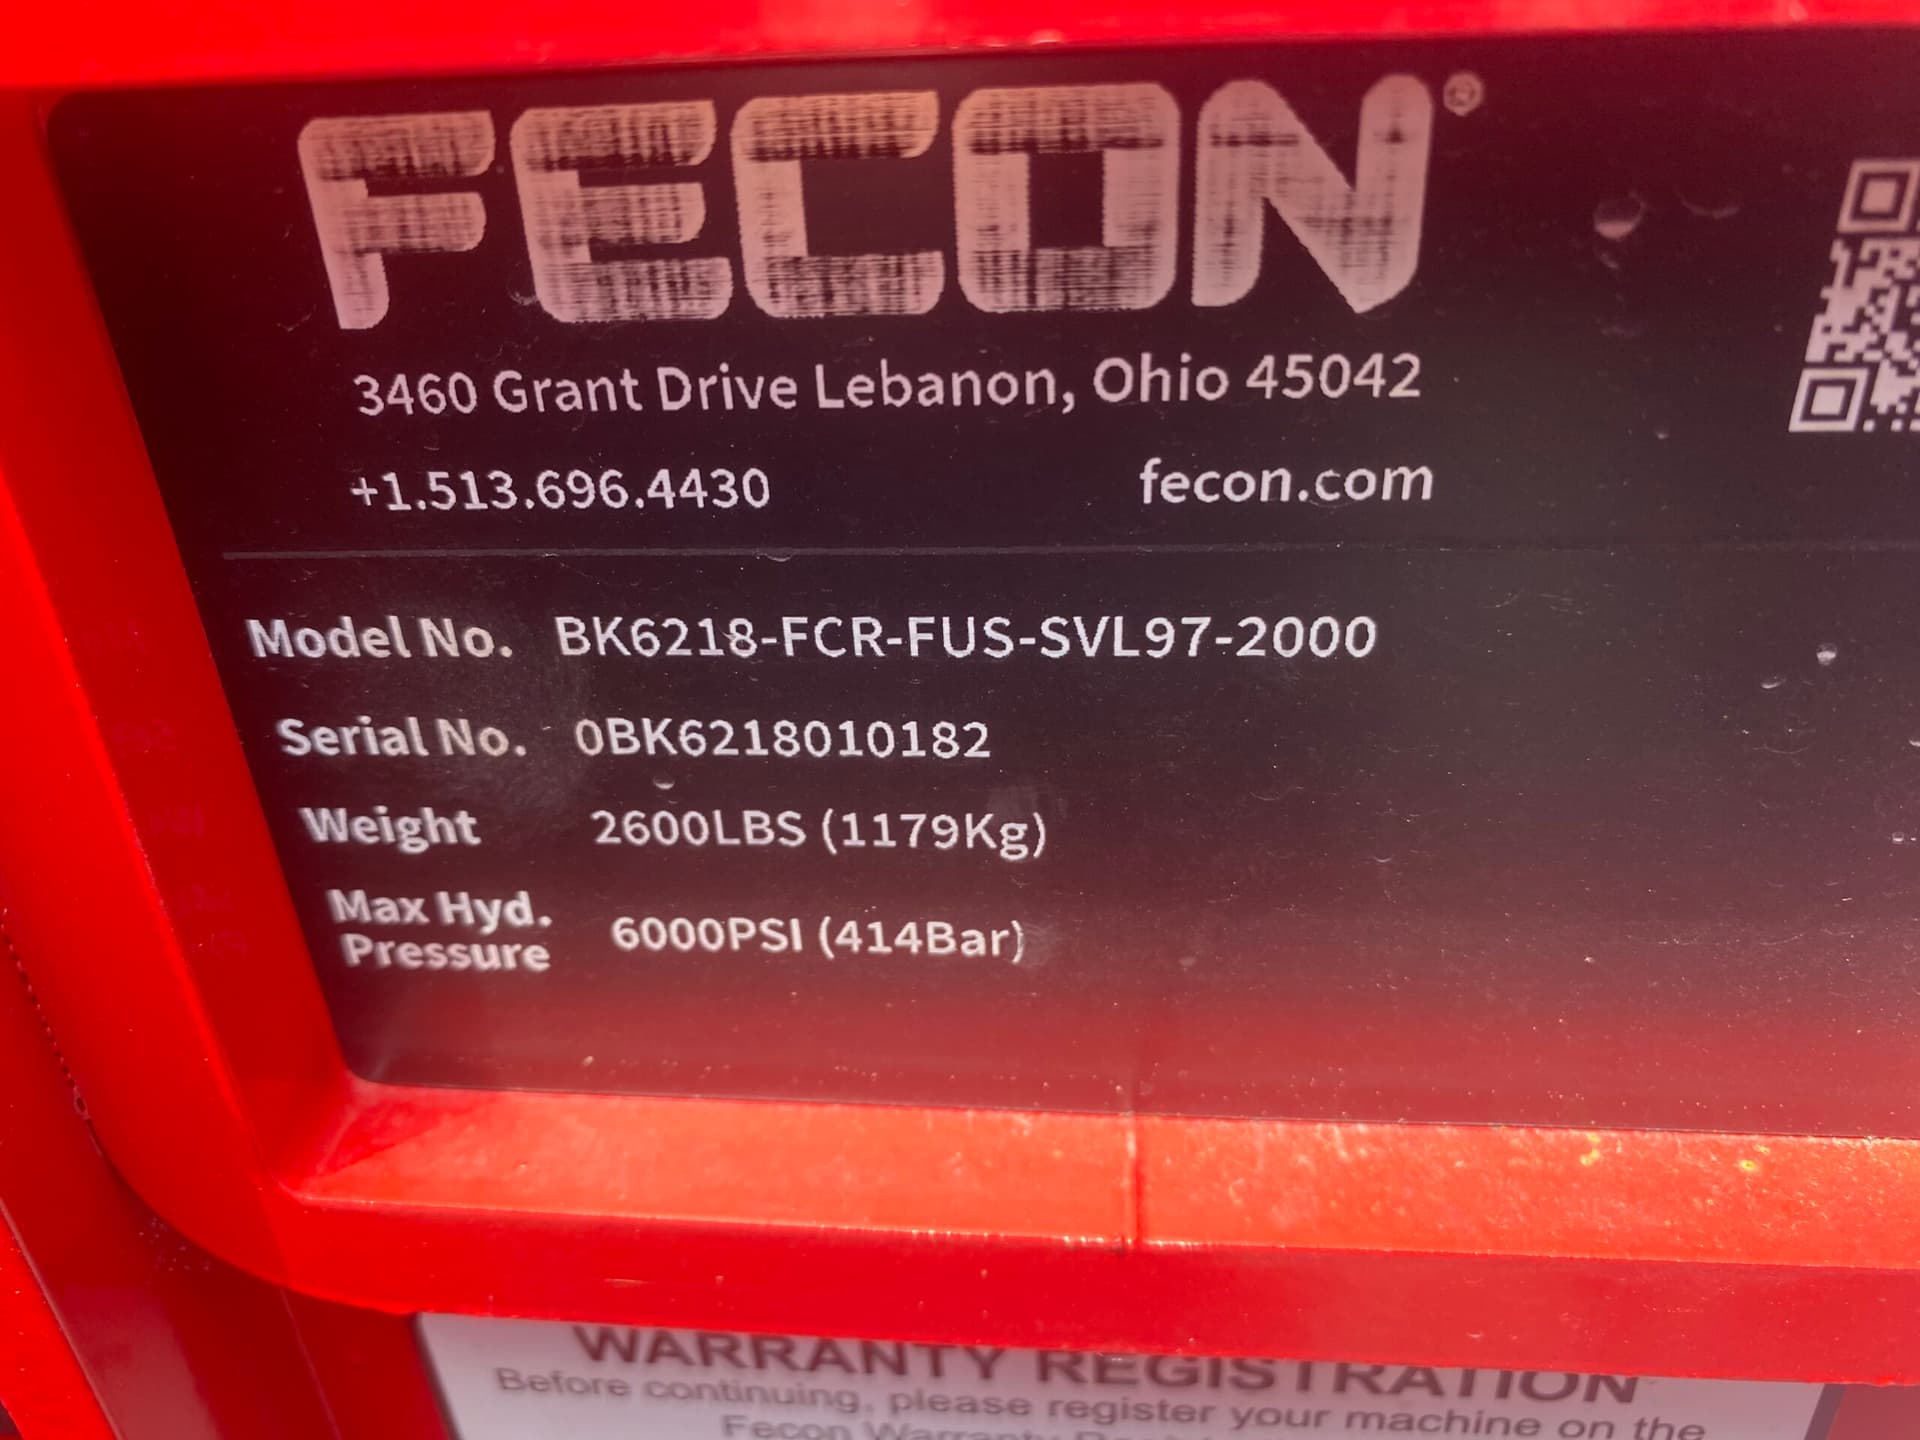 FECON®
3460 Grant Drive Lebanon, Ohio 45042
+1.513.696.4430 fecon.com
Model No. BK6218-FCR-FUS-SVL97-2000
Serial No. 0BK6218010182
Weight 2600LBS (1179Kg)
Max Hyd.
Pressure 6000PSI (414Bar)
WARRANTY REGISTRATION
Before continuing, please register your machine on the
Fecon Warranty